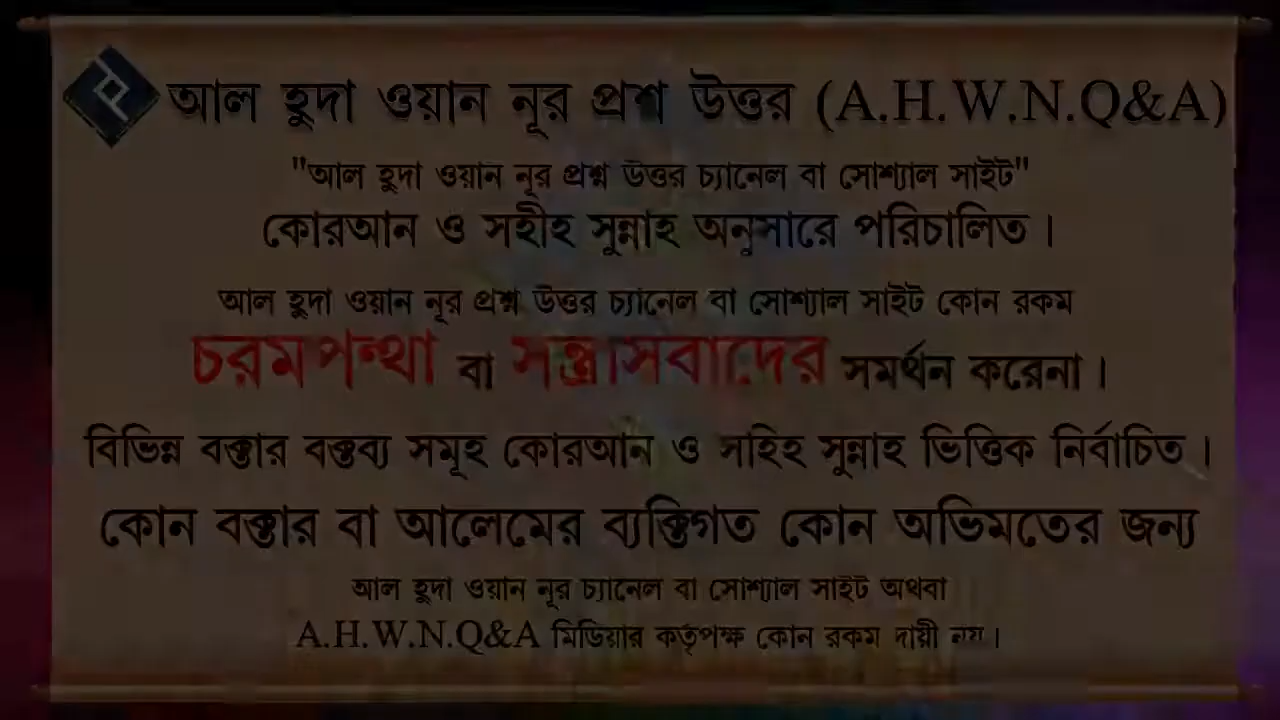 আল হুদা ওয়ান নূর প্রশ্ন উত্তর (A.H.W.N.Q&A)
"আল হুদা ওয়ান নূর প্রশ্ন উত্তর চ্যানেল বা সোশ্যাল সাইট"
কোরআন ও সহীহ সুন্নাহ অনুসারে পরিচালিত।
আল হুদা ওয়ান নূর প্রশ্ন উত্তর চ্যানেল বা সোশ্যাল সাইট কোন রকম
চরমপন্থা বা সন্ত্রাসবাদের সমর্থন করেনা।
বিভিন্ন বক্তার বক্তব্য সমূহ কোরআন ও সাহিহ সুন্নাহ ভিত্তিক নির্বাচিত।
কোন বক্তার বা আলেমের ব্যক্তিগত কোন অভিমতের জন্য
আল হুদা ওয়ান নূর চ্যানেল বা সোশ্যাল সাইট অথবা
A.H.W.N.Q&A মিডিয়ার কর্তৃপক্ষ কোন রকম দায়ী নয়।